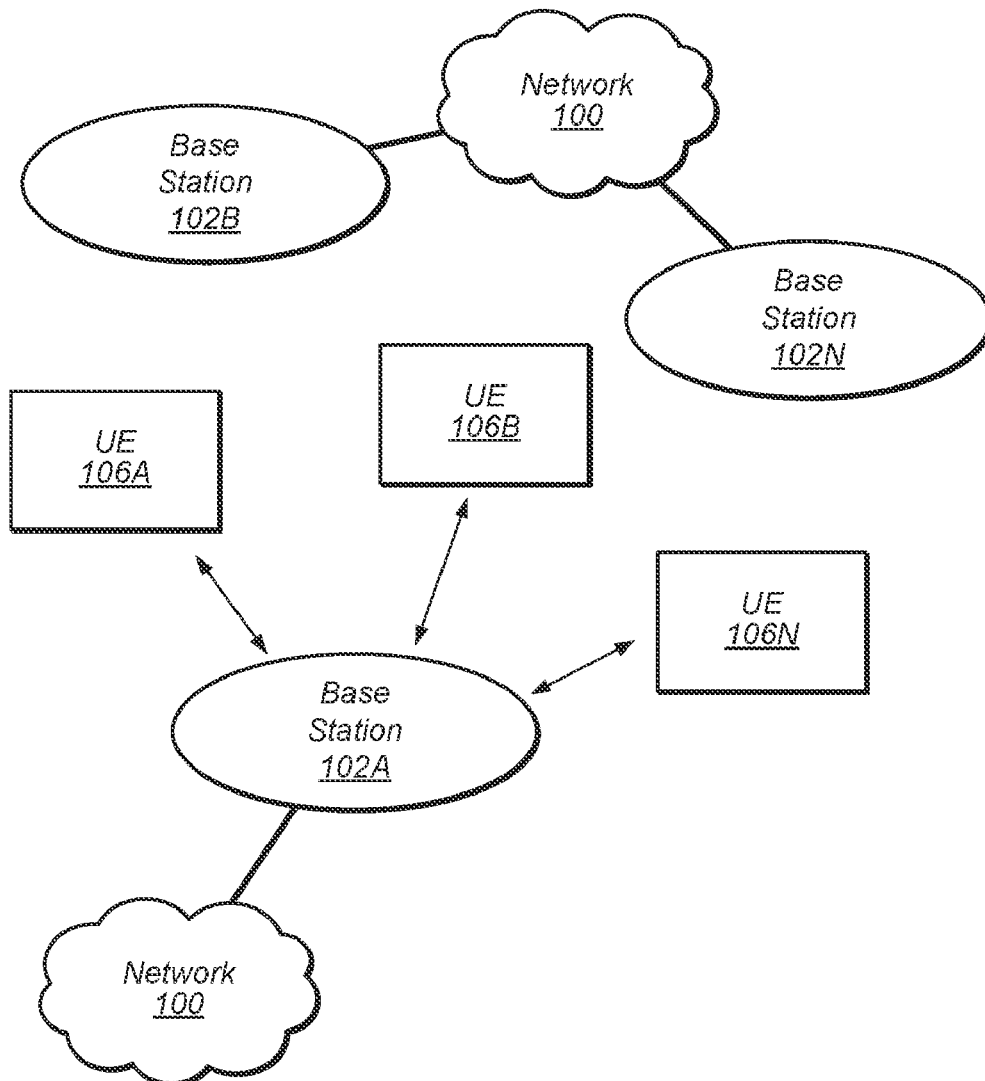 Network
100
Base
Station
102B
Base
Station
102N
UE
106B
UE
106A
UE
106N
Base
Station
102A
Network
100